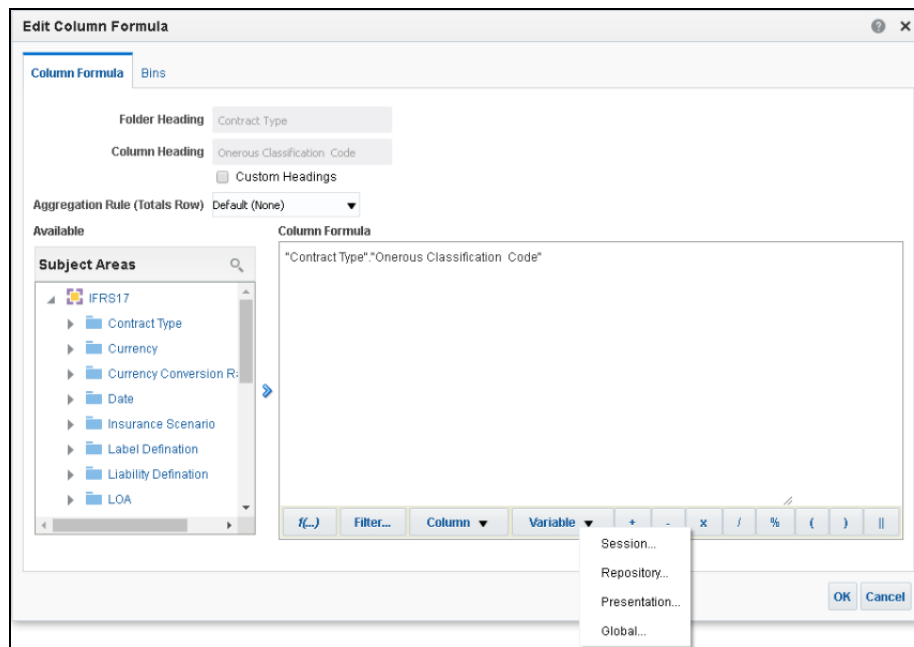 Edit Column Formula
Column Formula Bins
Folder Heading Contract Type
Column Heading Onerous Classification Code
Custom Headings
Aggregation Rule (Totals Row) Default (None)
Available Column Formula
Subject Areas
"Contract Type"."Onerous Classification Code"
IFRS17
Contract Type
Currency
Currency Conversion Ra
Date
Insurance Scenario
Label Defination
Liability Defination
LOA
f(...) Filter... Column Variable + - x / % ( ) ||
Session...
Repository...
Presentation...
Global...
OK Cancel